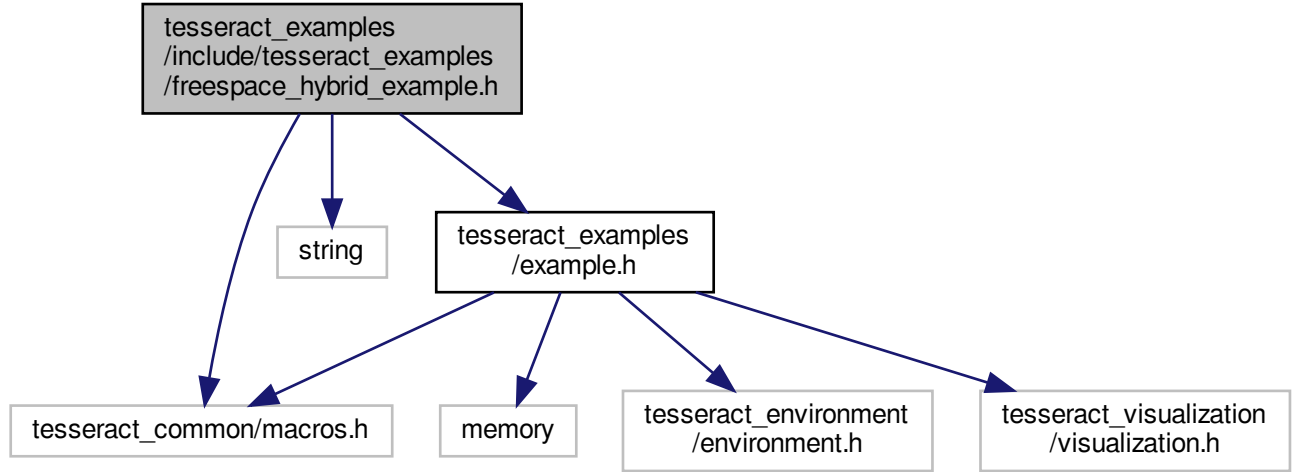 tesseract_examples
/include/tesseract_examples
/freespace_hybrid_example.h
string
tesseract_examples
/example.h
tesseract_common/macros.h
memory
tesseract_environment
/environment.h
tesseract_visualization
/visualization.h